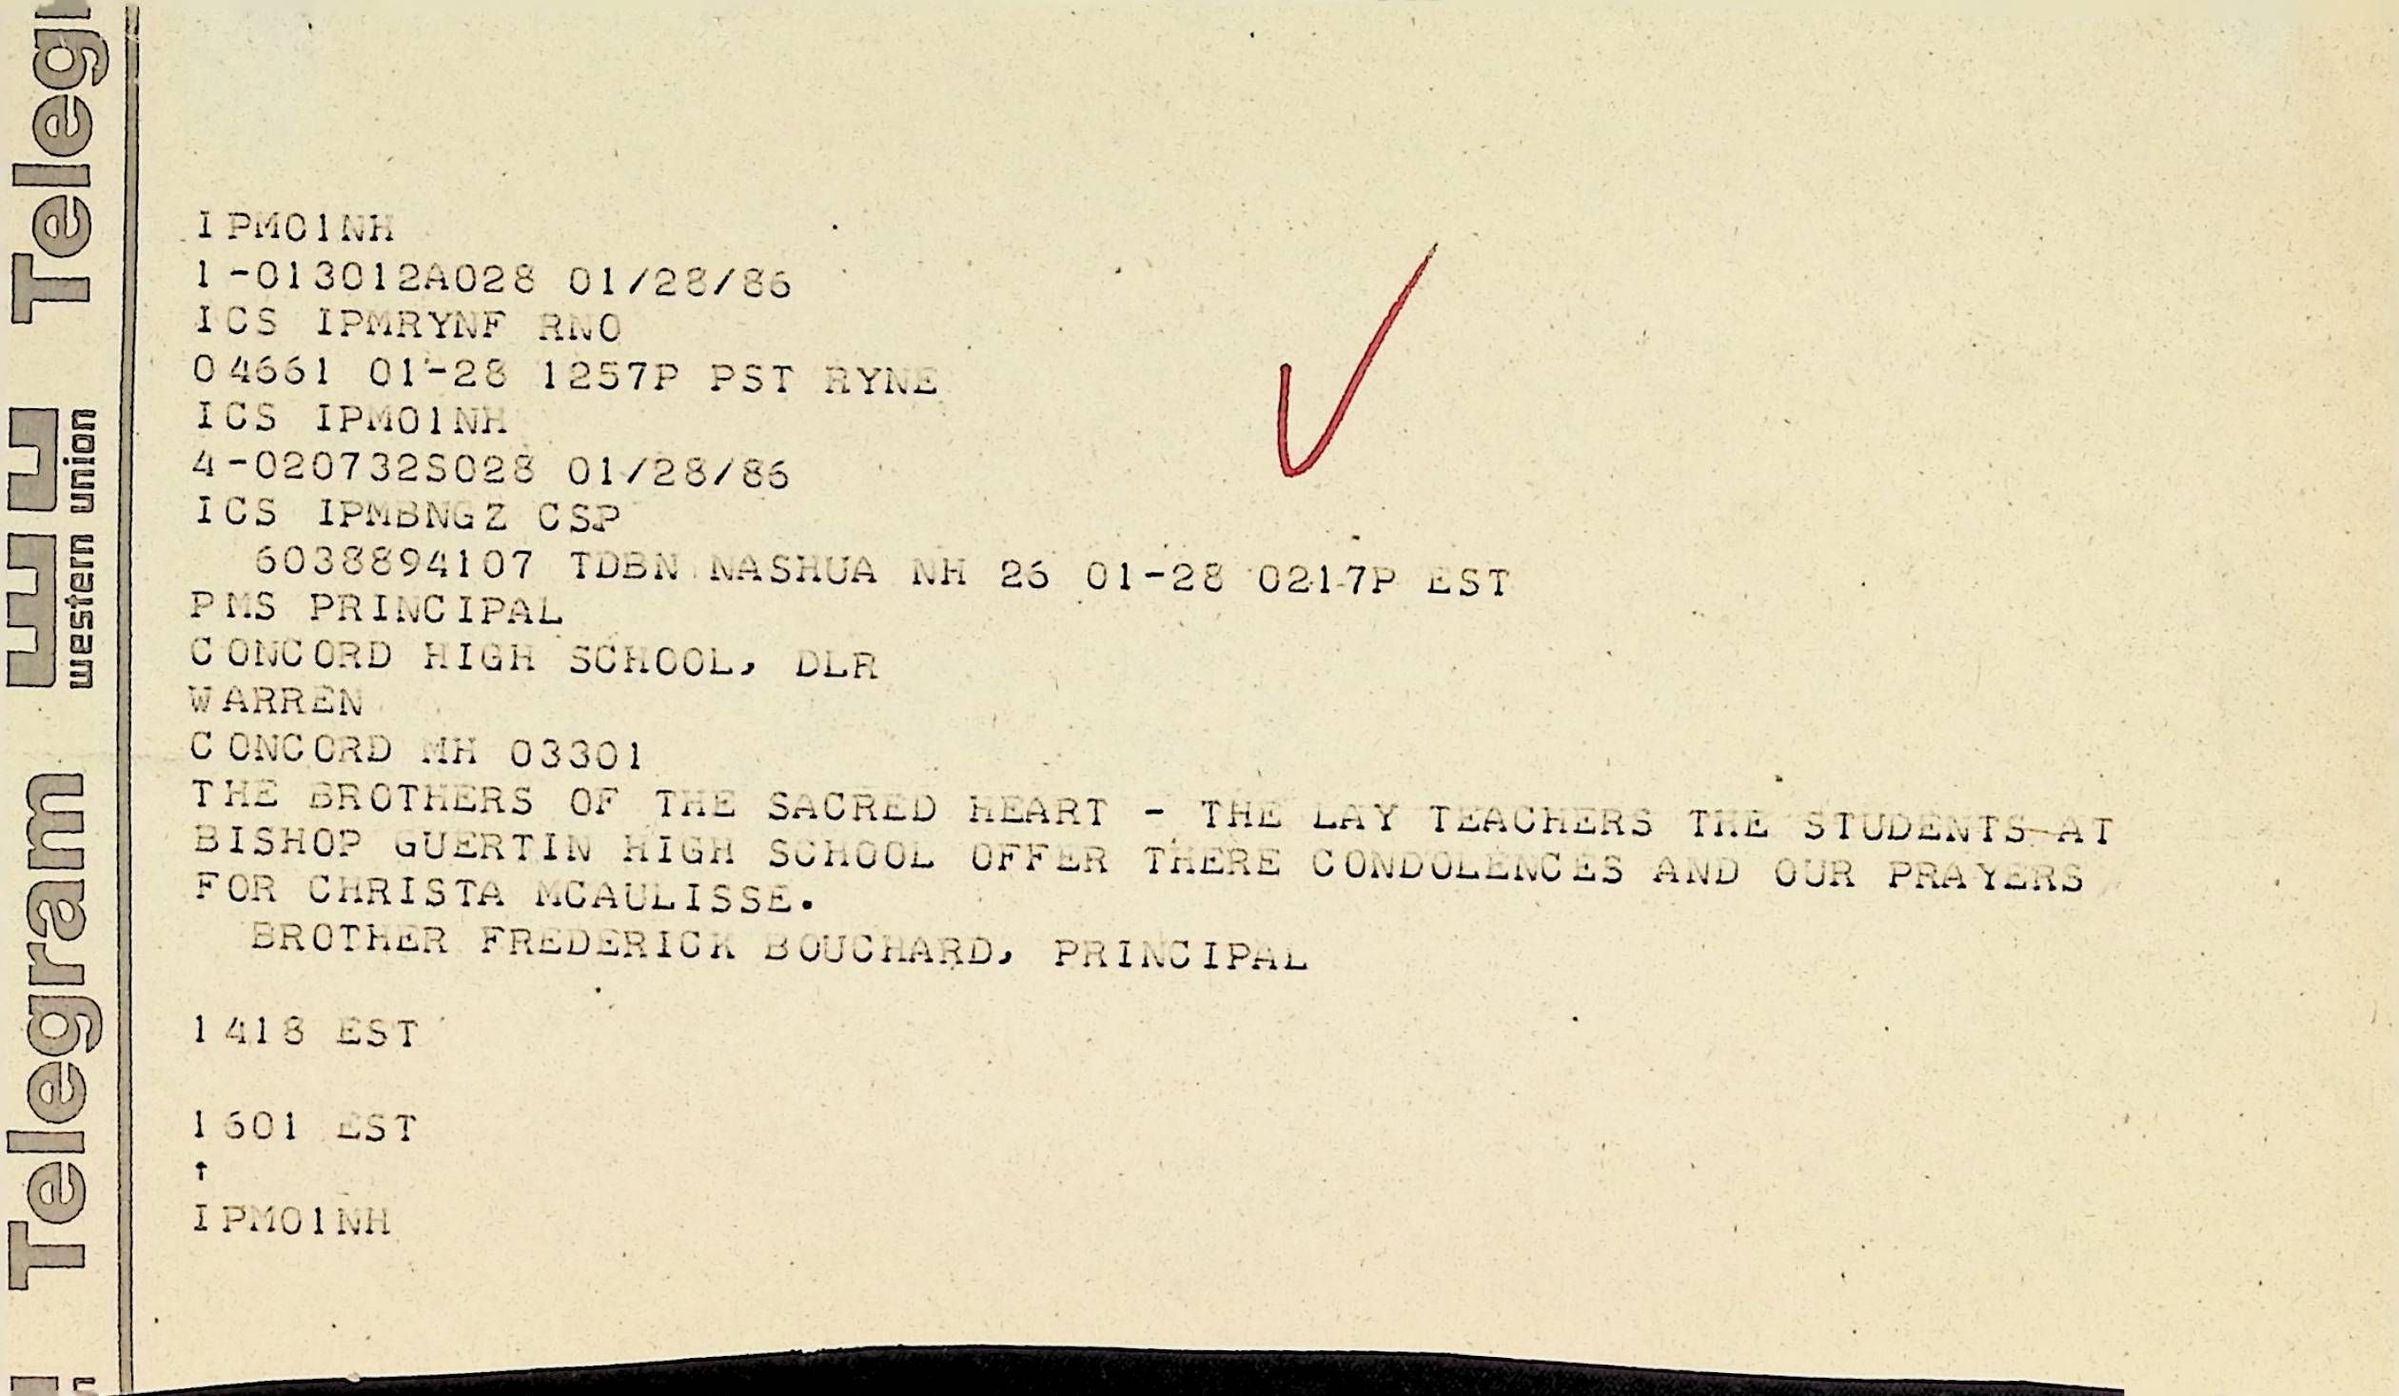 IPMO1NH
1-013012A028 01/28/86
ICS IPMRYNF RNO
04661 01-28 1257P PST RYNE
ICS IPMO1NH
4-020732S028 01/28/86
ICS IPMBNGZ CSP
6038894107 TDBN NASHUA NH 26 01-28 0217P EST
PMS PRINCIPAL
CONCORD HIGH SCHOOL, DLR
WARREN
CONCORD MH 03301
THE BROTHERS OF THE SACRED HEART - THE LAY TEACHERS THE STUDENTS AT
BISHOP GUERTIN HIGH SCHOOL OFFER THERE CONDOLENCES AND OUR PRAYERS
FOR CHRISTA MCAULISSE.
BROTHER FREDERICK BOUCHARD, PRINCIPAL
1418 EST
1601 EST
↑
IPMO1NH
Telegram
western union
Telegr